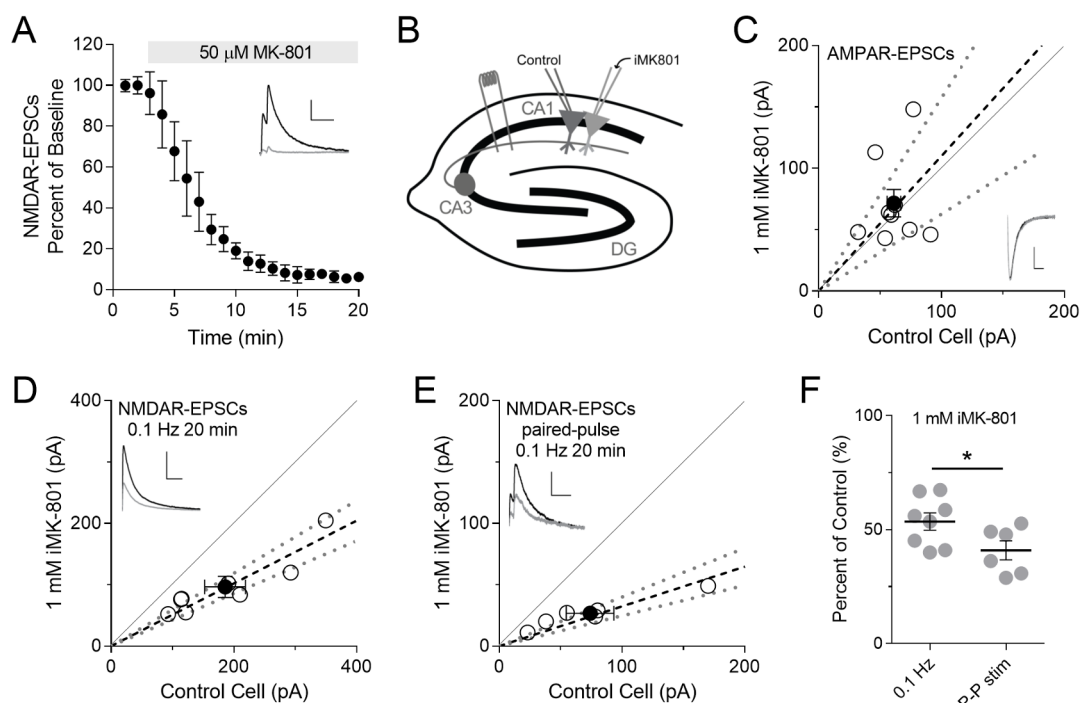 A
50 μM MK-801
NMDAR-EPSCs
Percent of Baseline
120
100
80
60
40
20
0
0
5
10
15
20
Time (min)
B
Control
iMK801
CA1
CA3
DG
C
AMPAR-EPSCs
1 mM iMK-801 (pA)
200
100
0
0
100
200
Control Cell (pA)
D
NMDAR-EPSCs
0.1 Hz 20 min
1 mM iMK-801 (pA)
400
200
0
0
200
400
Control Cell (pA)
E
NMDAR-EPSCs
paired-pulse
0.1 Hz 20 min
1 mM iMK-801 (pA)
200
100
0
0
100
200
Control Cell (pA)
F
1 mM iMK-801
*
Percent of Control (%)
100
50
0
0.1 Hz
P-P stim